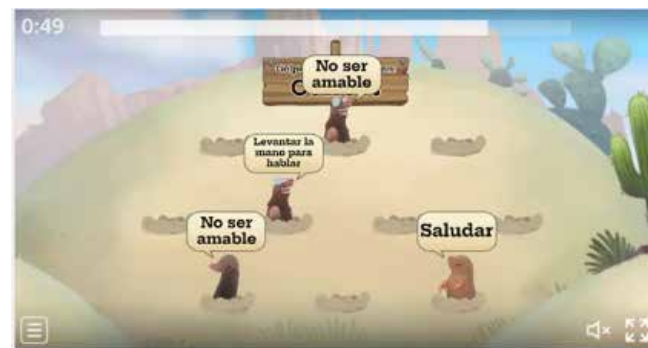 0:49
No ser
amable
Levantar la
mano para
hablar
No ser
amable
Saludar